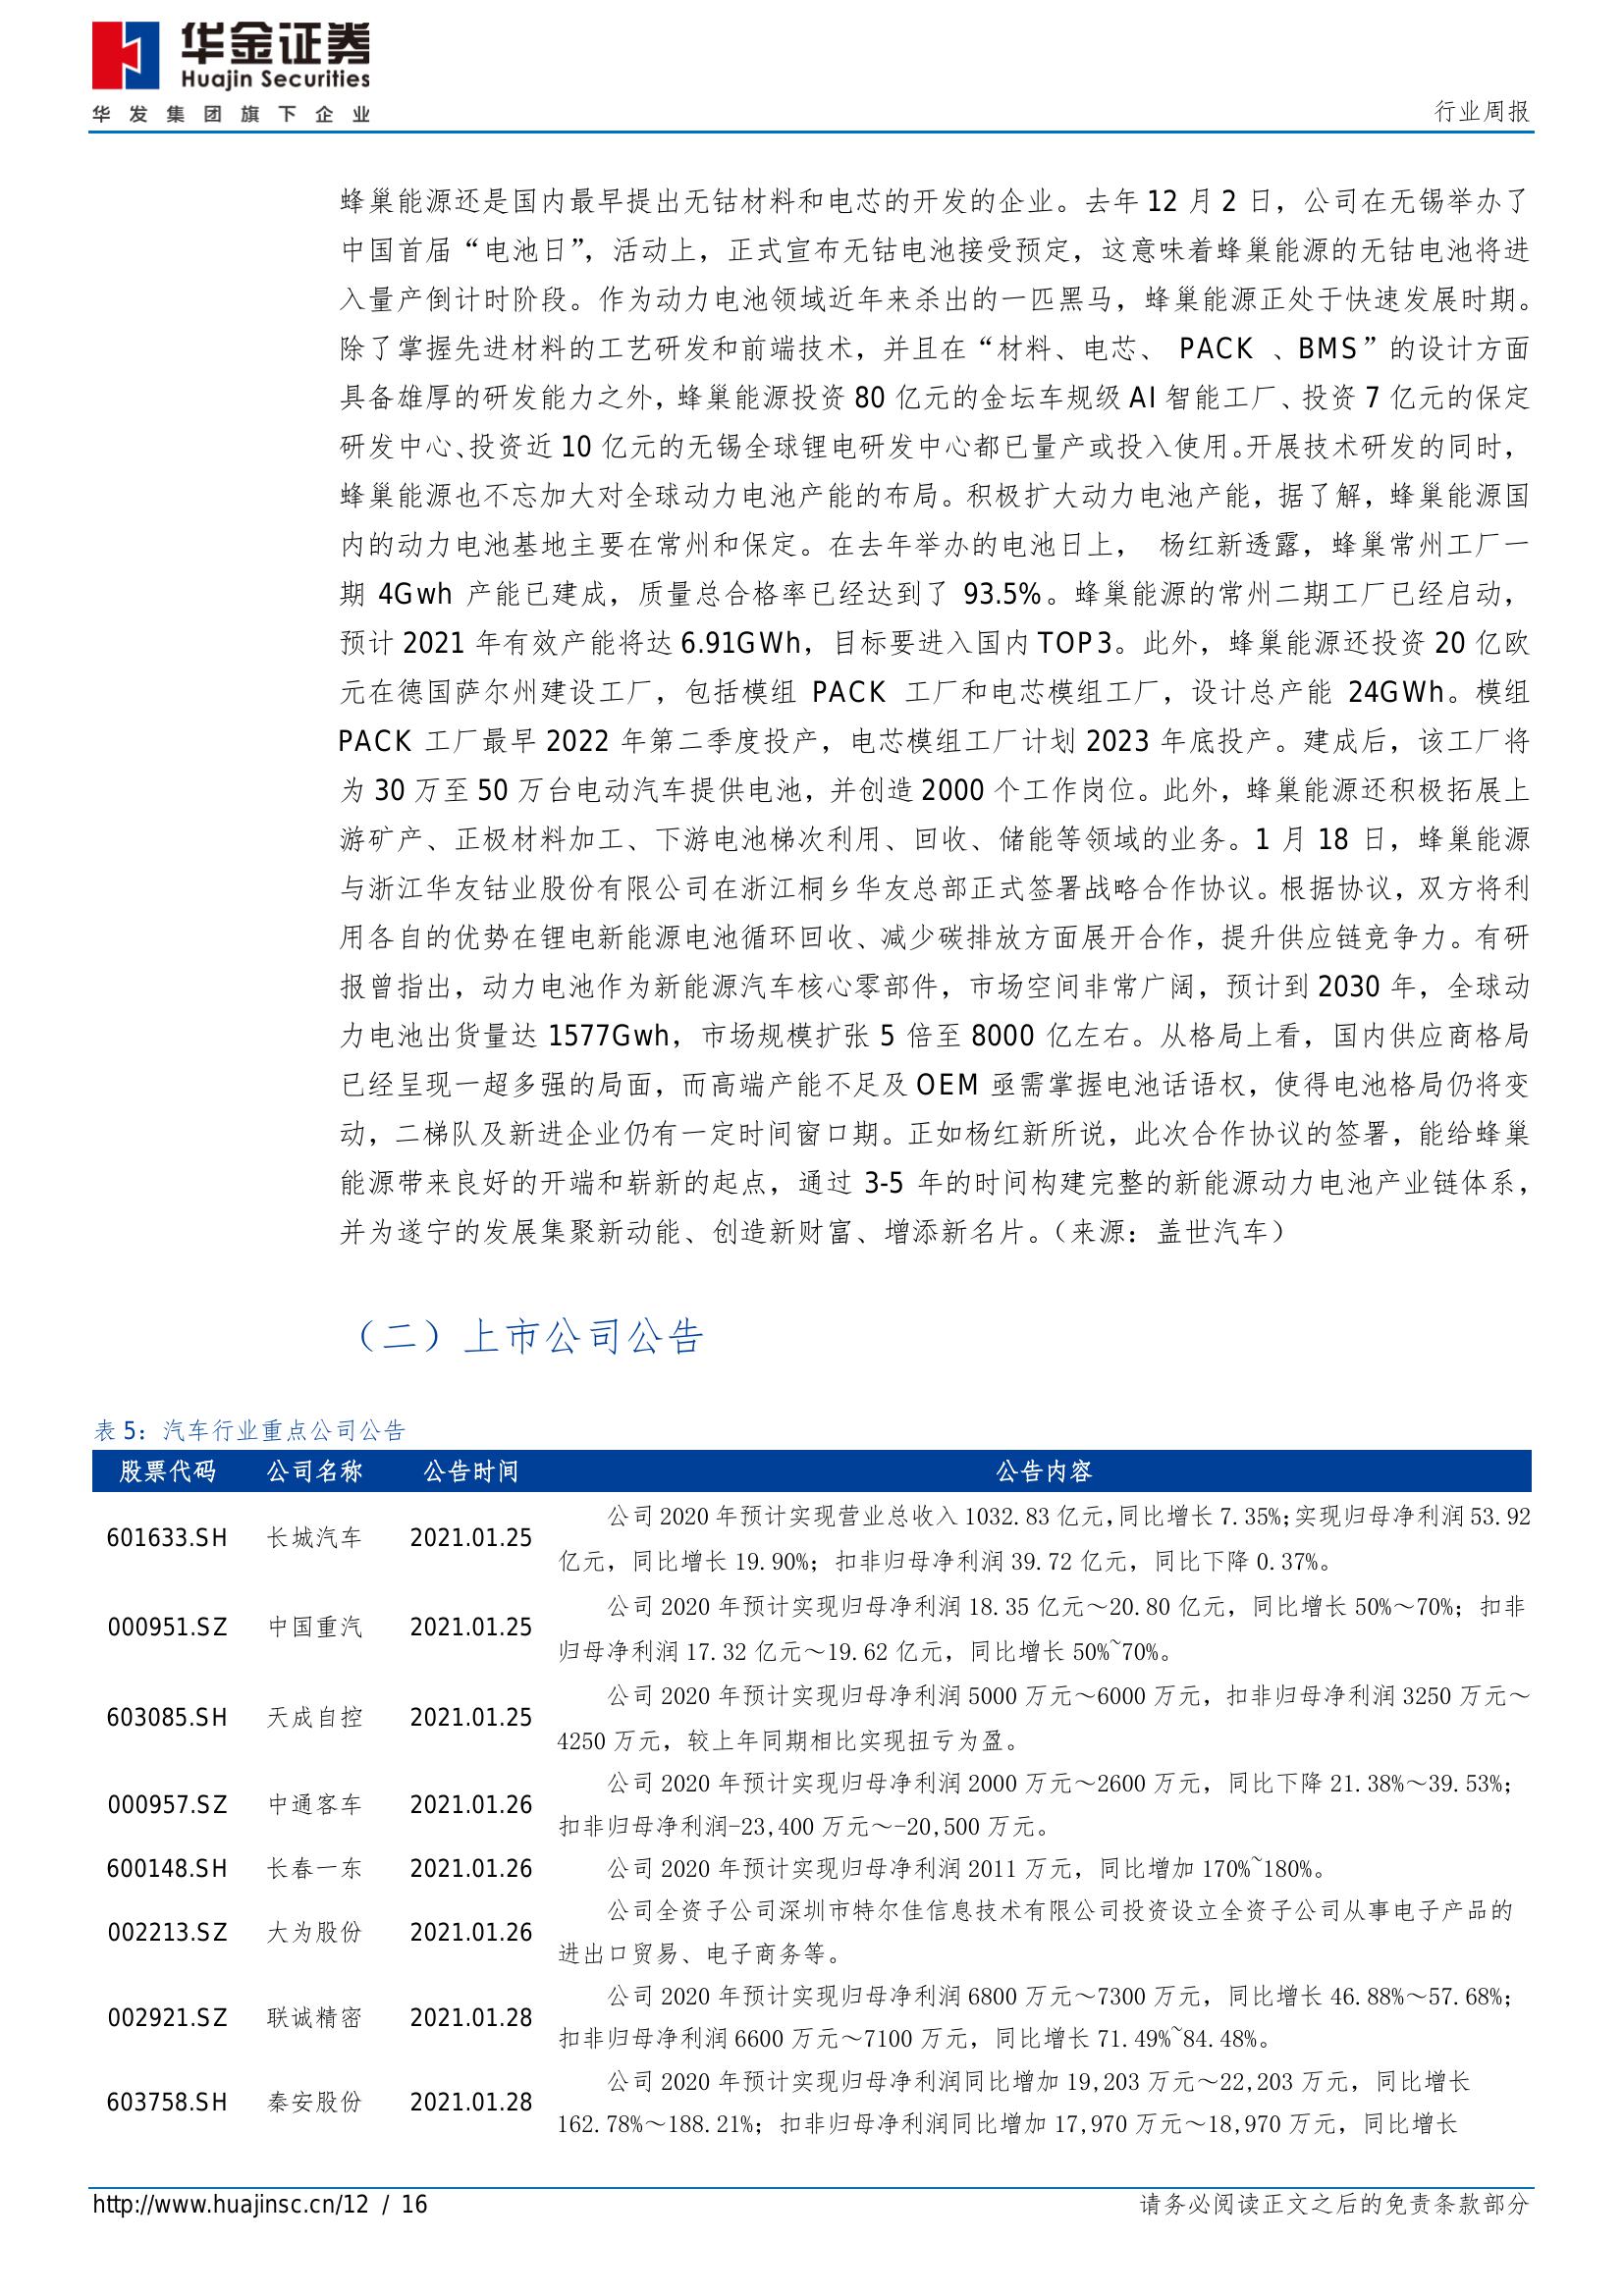 华金证券
Huajin Securities
华发集团旗下企业
行业周报
蜂巢能源还是国内最早提出无钴材料和电芯的开发的企业。去年 12 月 2 日，公司在无锡举办了
中国首届“电池日”，活动上，正式宣布无钴电池接受预定，这意味着蜂巢能源的无钴电池将进
入量产倒计时阶段。作为动力电池领域近年来杀出的一匹黑马，蜂巢能源正处于快速发展时期。
除了掌握先进材料的工艺研发和前端技术，并且在“材料、电芯、 PACK 、BMS”的设计方面
具备雄厚的研发能力之外，蜂巢能源投资 80 亿元的金坛车规级 AI 智能工厂、投资 7 亿元的保定
研发中心、投资近 10 亿元的无锡全球锂电研发中心都已量产或投入使用。开展技术研发的同时，
蜂巢能源也不忘加大对全球动力电池产能的布局。积极扩大动力电池产能，据了解，蜂巢能源国
内的动力电池基地主要在常州和保定。在去年举办的电池日上， 杨红新透露，蜂巢常州工厂一
期 4Gwh 产能已建成，质量总合格率已经达到了 93.5%。蜂巢能源的常州二期工厂已经启动，
预计 2021 年有效产能将达 6.91GWh，目标要进入国内 TOP3。此外，蜂巢能源还投资 20 亿欧
元在德国萨尔州建设工厂，包括模组 PACK 工厂和电芯模组工厂，设计总产能 24GWh。模组
PACK 工厂最早 2022 年第二季度投产，电芯模组工厂计划 2023 年底投产。建成后，该工厂将
为 30 万至 50 万台电动汽车提供电池，并创造 2000 个工作岗位。此外，蜂巢能源还积极拓展上
游矿产、正极材料加工、下游电池梯次利用、回收、储能等领域的业务。1 月 18 日，蜂巢能源
与浙江华友钴业股份有限公司在浙江桐乡华友总部正式签署战略合作协议。根据协议，双方将利
用各自的优势在锂电新能源电池循环回收、减少碳排放方面展开合作，提升供应链竞争力。有研
报曾指出，动力电池作为新能源汽车核心零部件，市场空间非常广阔，预计到 2030 年，全球动
力电池出货量达 1577Gwh，市场规模扩张 5 倍至 8000 亿左右。从格局上看，国内供应商格局
已经呈现一超多强的局面，而高端产能不足及 OEM 亟需掌握电池话语权，使得电池格局仍将变
动，二梯队及新进企业仍有一定时间窗口期。正如杨红新所说，此次合作协议的签署，能给蜂巢
能源带来良好的开端和崭新的起点，通过 3-5 年的时间构建完整的新能源动力电池产业链体系，
并为遂宁的发展集聚新动能、创造新财富、增添新名片。（来源：盖世汽车）
（二）上市公司公告
表 5：汽车行业重点公司公告
股票代码 公司名称 公告时间 公告内容
601633.SH 长城汽车 2021.01.25 公司 2020 年预计实现营业总收入 1032.83 亿元，同比增长 7.35%；实现归母净利润 53.92
亿元，同比增长 19.90%；扣非归母净利润 39.72 亿元，同比下降 0.37%。
000951.SZ 中国重汽 2021.01.25 公司 2020 年预计实现归母净利润 18.35 亿元～20.80 亿元，同比增长 50%～70%；扣非
归母净利润 17.32 亿元～19.62 亿元，同比增长 50%~70%。
603085.SH 天成自控 2021.01.25 公司 2020 年预计实现归母净利润 5000 万元～6000 万元，扣非归母净利润 3250 万元～
4250 万元，较上年同期相比实现扭亏为盈。
000957.SZ 中通客车 2021.01.26 公司 2020 年预计实现归母净利润 2000 万元～2600 万元，同比下降 21.38%～39.53%；
扣非归母净利润-23,400 万元～-20,500 万元。
600148.SH 长春一东 2021.01.26 公司 2020 年预计实现归母净利润 2011 万元，同比增加 170%~180%。
002213.SZ 大为股份 2021.01.26 公司全资子公司深圳市特尔佳信息技术有限公司投资设立全资子公司从事电子产品的
进出口贸易、电子商务等。
002921.SZ 联诚精密 2021.01.28 公司 2020 年预计实现归母净利润 6800 万元～7300 万元，同比增长 46.88%～57.68%；
扣非归母净利润 6600 万元～7100 万元，同比增长 71.49%~84.48%。
603758.SH 秦安股份 2021.01.28 公司 2020 年预计实现归母净利润同比增加 19,203 万元～22,203 万元，同比增长
162.78%～188.21%；扣非归母净利润同比增加 17,970 万元～18,970 万元，同比增长
http://www.huajinsc.cn/12 / 16
请务必阅读正文之后的免责条款部分